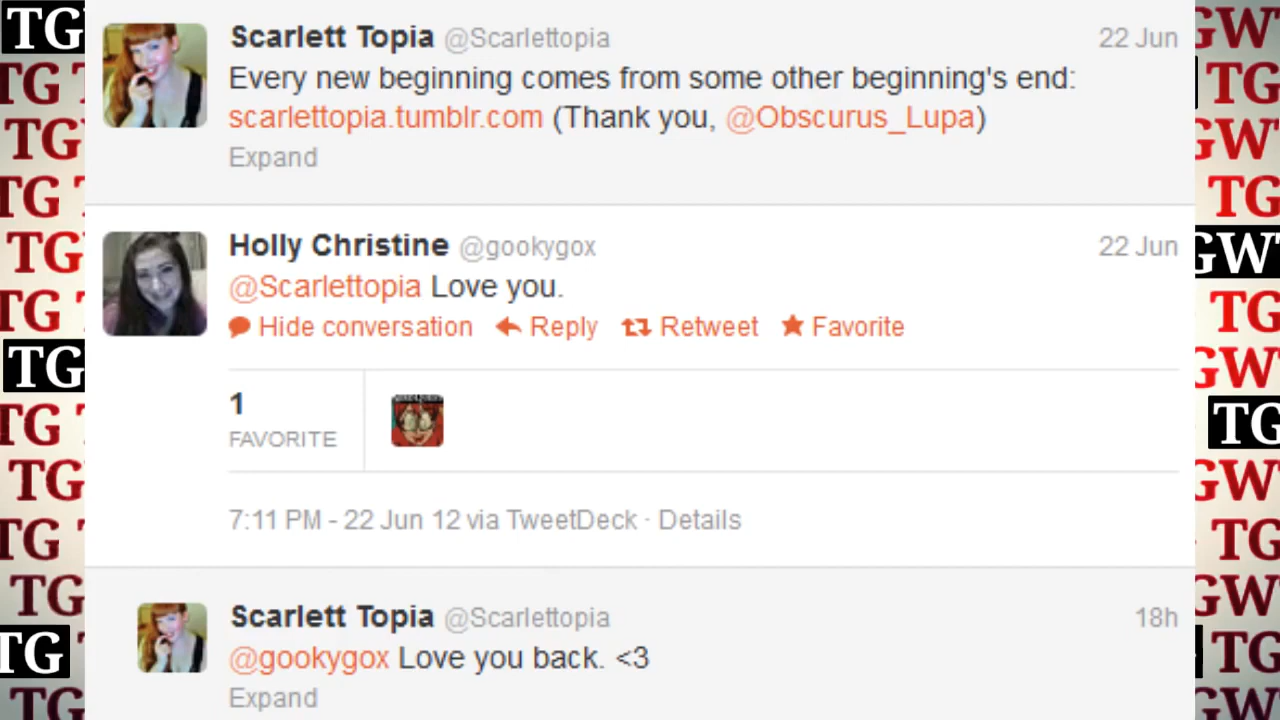 Scarlett Topia @Scarlettopia 22 Jun
Every new beginning comes from some other beginning's end:
scarlettopia.tumblr.com (Thank you, @Obscurus_Lupa)
Expand
Holly Christine @gookygox 22 Jun
@Scarlettopia Love you.
Hide conversation Reply Retweet Favorite
1
FAVORITE
7:11 PM - 22 Jun 12 via TweetDeck · Details
Scarlett Topia @Scarlettopia 18h
@gookygox Love you back. <3
Expand